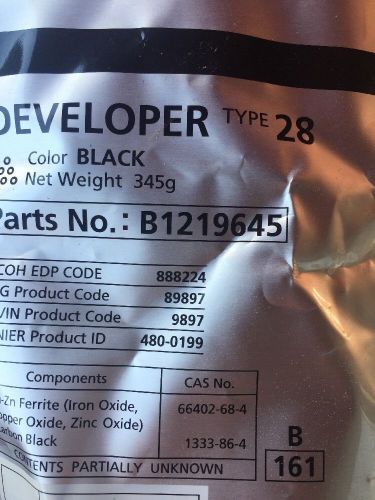 DEVELOPER TYPE 28
Color BLACK
Net Weight 345g
Parts No.: B1219645
COH EDP CODE 888224
G Product Code 89897
VIN Product Code 9897
NIER Product ID 480-0199
Components CAS No.
-Zn Ferrite (Iron Oxide, 66402-68-4
opper Oxide, Zinc Oxide)
arbon Black 1333-86-4
CONTENTS PARTIALLY UNKNOWN
B
161